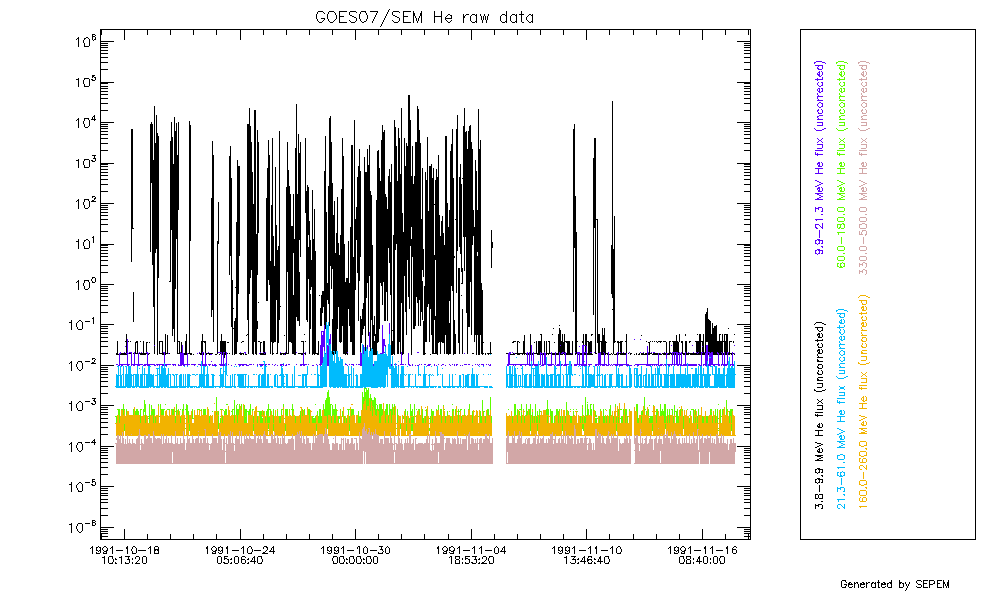 GOES07/SEM He raw data
10^6
10^5
10^4
10^3
10^2
10^1
10^0
10^-1
10^-2
10^-3
10^-4
10^-5
10^-6
1991-10-18 1991-10-24 1991-10-30 1991-11-04 1991-11-10 1991-11-16
10:13:20 05:06:40 00:00:00 18:53:20 13:46:40 08:40:00
3.8-9.9 MeV He flux (uncorrected)
9.9-21.3 MeV He flux (uncorrected)
21.3-61.0 MeV He flux (uncorrected)
60.0-180.0 MeV He flux (uncorrected)
160.0-260.0 MeV He flux (uncorrected)
330.0-500.0 MeV He flux (uncorrected)
Generated by SEPEM